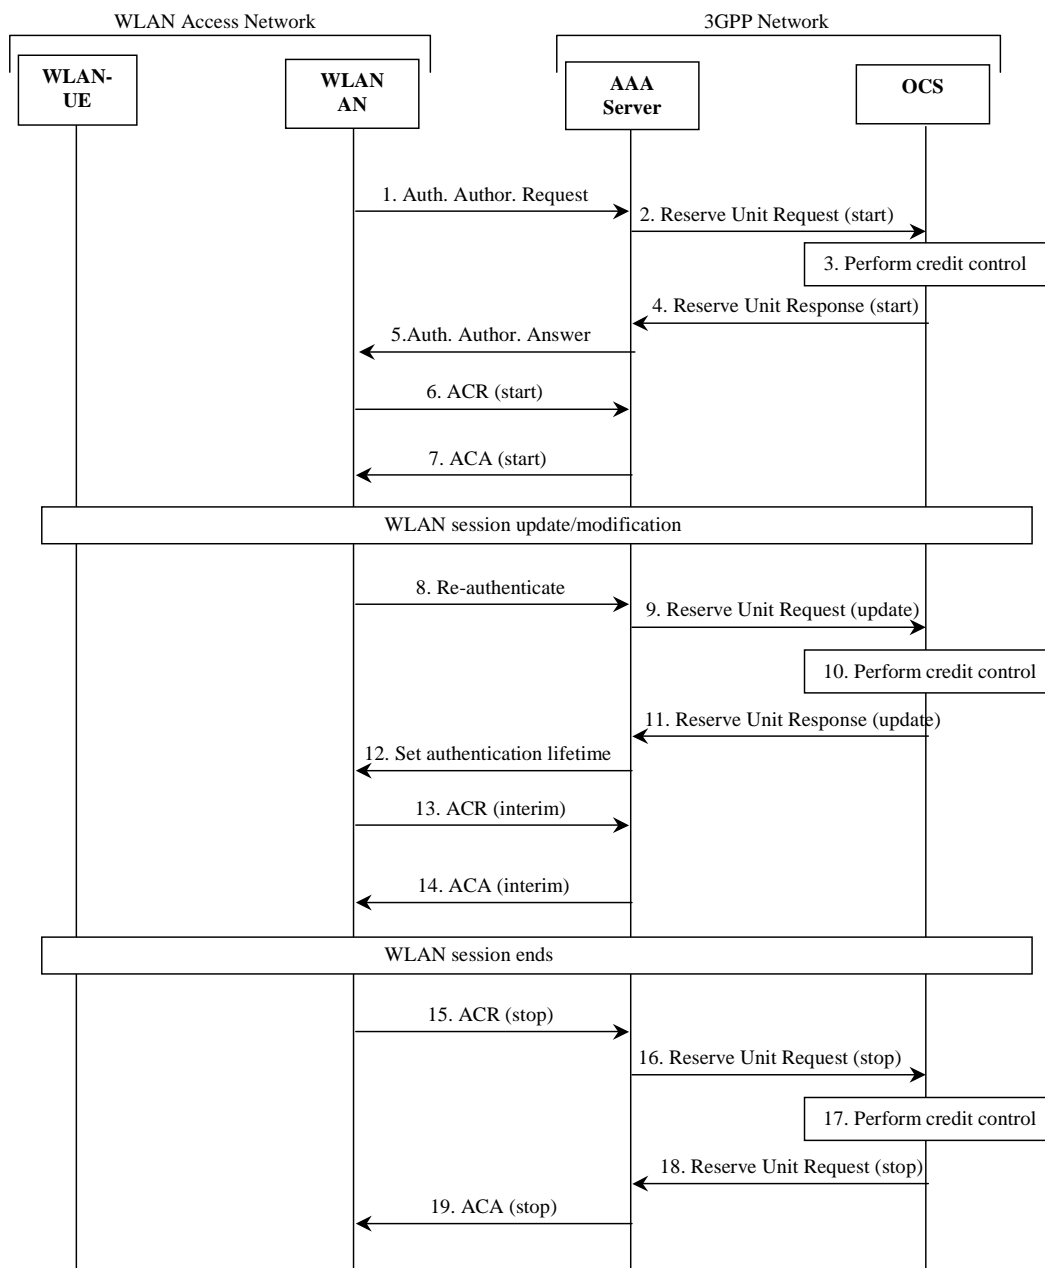 WLAN Access Network
3GPP Network
WLAN-
UE
WLAN
AN
AAA
Server
OCS
1. Auth. Author. Request
2. Reserve Unit Request (start)
3. Perform credit control
4. Reserve Unit Response (start)
5.Auth. Author. Answer
6. ACR (start)
7. ACA (start)
WLAN session update/modification
8. Re-authenticate
9. Reserve Unit Request (update)
10. Perform credit control
11. Reserve Unit Response (update)
12. Set authentication lifetime
13. ACR (interim)
14. ACA (interim)
WLAN session ends
15. ACR (stop)
16. Reserve Unit Request (stop)
17. Perform credit control
18. Reserve Unit Request (stop)
19. ACA (stop)